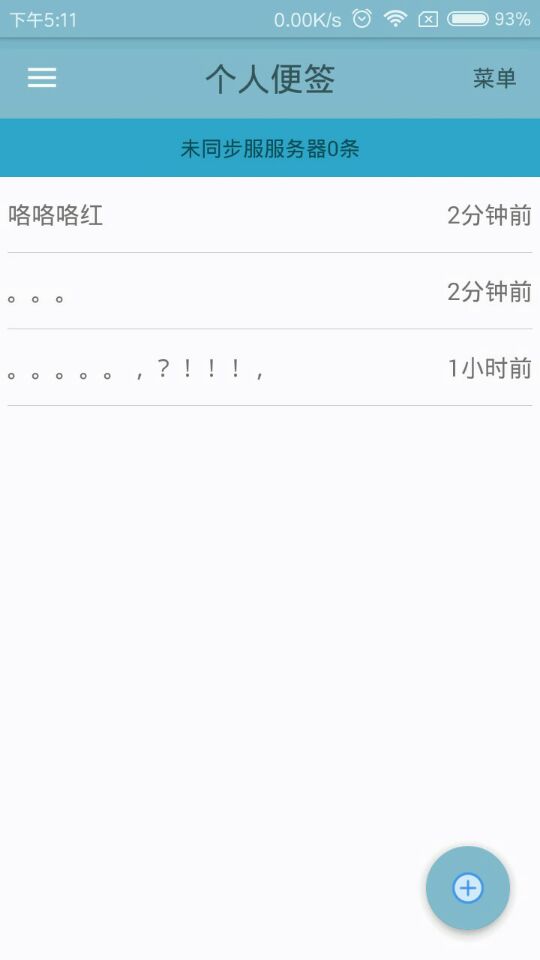 下午5:11 0.00K/s 93%
个人便签 菜单
未同步服服务器0条
咯咯咯红 2分钟前
。。。 2分钟前
。。。。。，？！！！， 1小时前